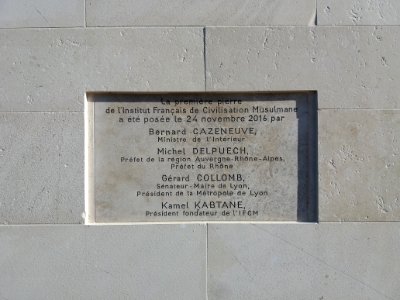 La première pierre
de l'Institut Français de Civilisation Musulmane
a été posée le 24 novembre 2016 par
Bernard CAZENEUVE,
Ministre de l'Intérieur
Michel DELPUECH,
Préfet de la région Auvergne-Rhône-Alpes,
Préfet du Rhône
Gérard COLLOMB,
Sénateur-Maire de Lyon,
Président de la Métropole de Lyon
Kamel KABTANE,
Président fondateur de l'IFCM